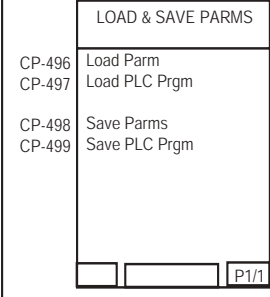 LOAD & SAVE PARMS
CP-496 Load Parm
CP-497 Load PLC Prgm
CP-498 Save Parms
CP-499 Save PLC Prgm
P1/1